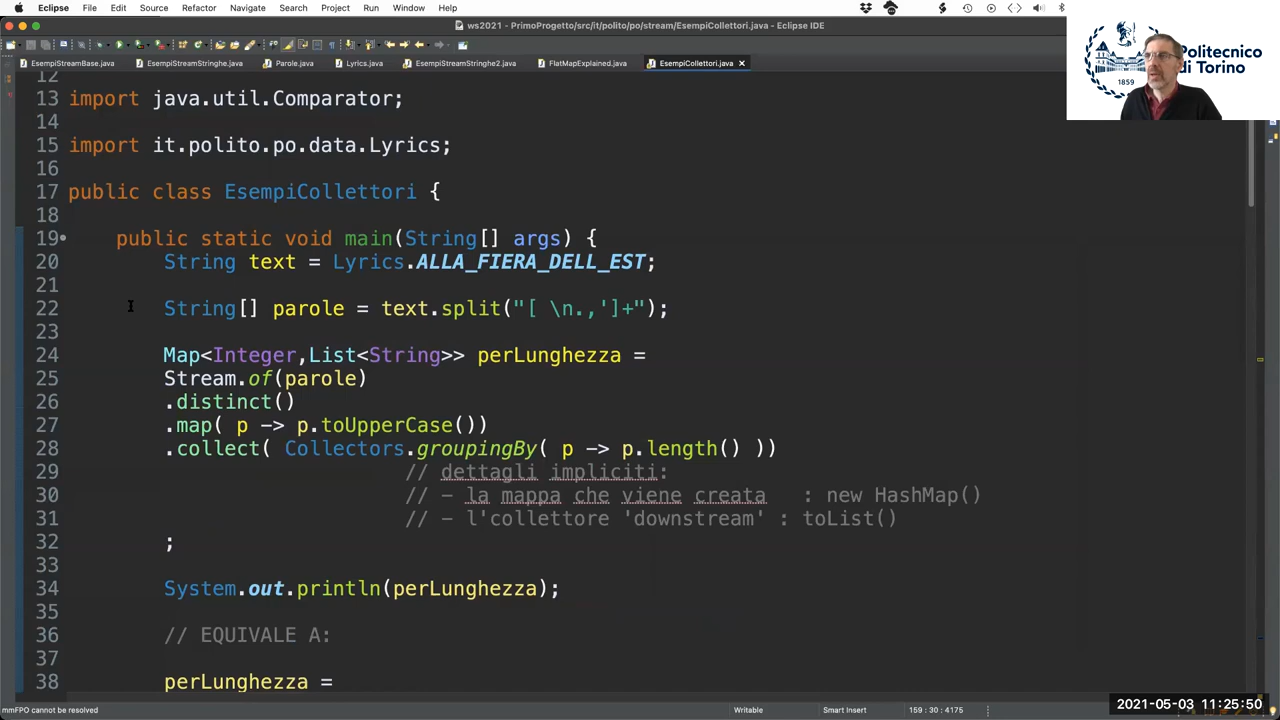 Eclipse File Edit Source Refactor Navigate Search Project Run Window Help
ws2021 - PrimoProgetto/src/it/polito/po/stream/EsempiCollettori.java - Eclipse IDE
EsempiStreamBase.java EsempiStreamStringhe.java Parole.java Lyrics.java EsempiStreamStringhe2.java FlatMapExplained.java EsempiCollettori.java
Politecnico
di Torino
1859
12
13 import java.util.Comparator;
14
15 import it.polito.po.data.Lyrics;
16
17 public class EsempiCollettori {
18
19 public static void main(String[] args) {
20 String text = Lyrics.ALLA_FIERA_DELL_EST;
21
22 String[] parole = text.split("[ \n.,']+");
23
24 Map<Integer,List<String>> perLunghezza =
25 Stream.of(parole)
26 .distinct()
27 .map( p -> p.toUpperCase())
28 .collect( Collectors.groupingBy( p -> p.length() ))
29 // dettagli impliciti:
30 // - la mappa che viene creata : new HashMap()
31 // - l'collettore 'downstream' : toList()
32 ;
33
34 System.out.println(perLunghezza);
35
36 // EQUIVALE A:
37
38 perLunghezza =
mmFPO cannot be resolved Writable Smart Insert 159 : 30 : 4175
2021-05-03 11:25:50